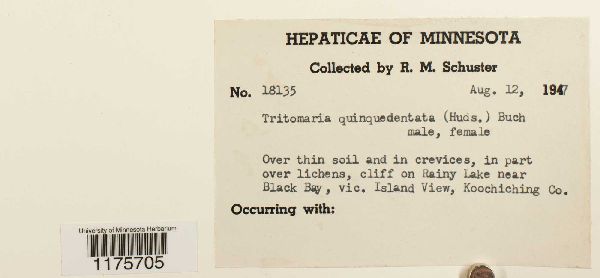 HEPATICAE OF MINNESOTA
Collected by R. M. Schuster
No. 18135 Aug. 12, 1947
Tritomaria quinquedentata (Huds.) Buch
male, female
Over thin soil and in crevices, in part
over lichens, cliff on Rainy Lake near
Black Bay, vic. Island View, Koochiching Co.
Occurring with:
University of Minnesota Herbarium
1175705